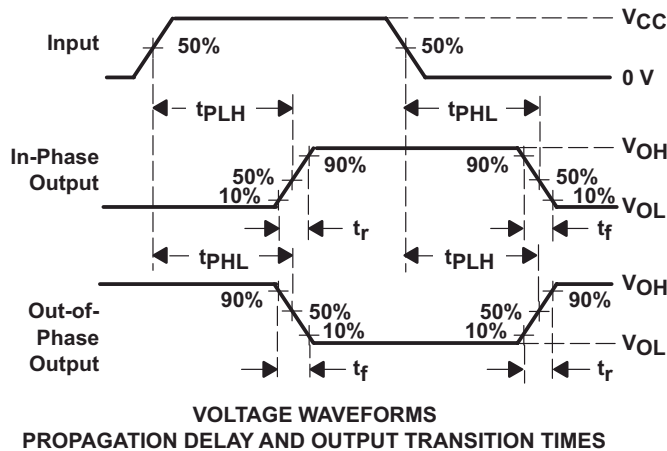 VCC
Input
50%
50%
0 V
tPLH
tPHL
VOH
In-Phase
Output
90%
90%
50%
50%
10%
10%
VOL
tr
tf
tPHL
tPLH
VOH
90%
90%
Out-of-
Phase
Output
50%
50%
10%
10%
VOL
tf
tr
VOLTAGE WAVEFORMS
PROPAGATION DELAY AND OUTPUT TRANSITION TIMES